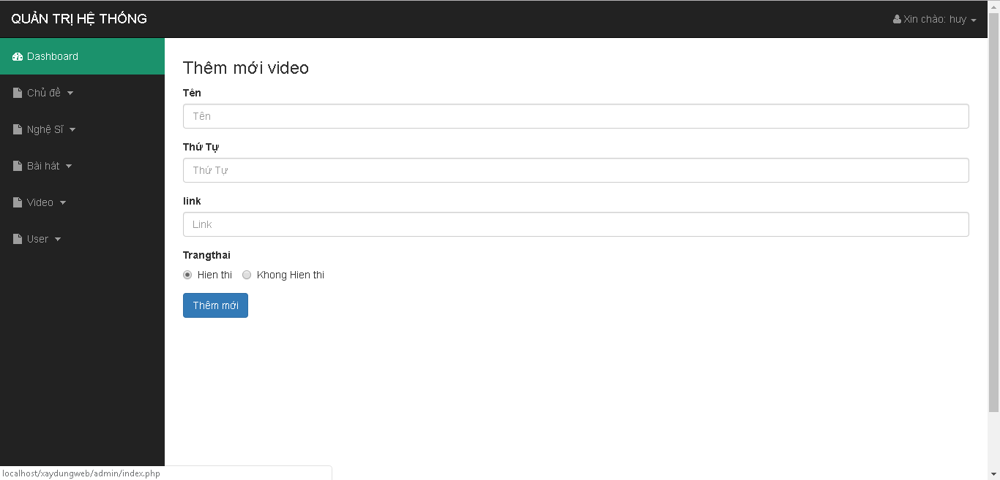 QUẢN TRỊ HỆ THỐNG
Xin chào: huy
Dashboard
Chủ đề
Nghệ Sĩ
Bài hát
Video
User
Thêm mới video
Tên
Tên
Thứ Tự
Thứ Tự
link
Link
Trangthai
Hien thi Khong Hien thi
Thêm mới
localhost/xaydungweb/admin/index.php